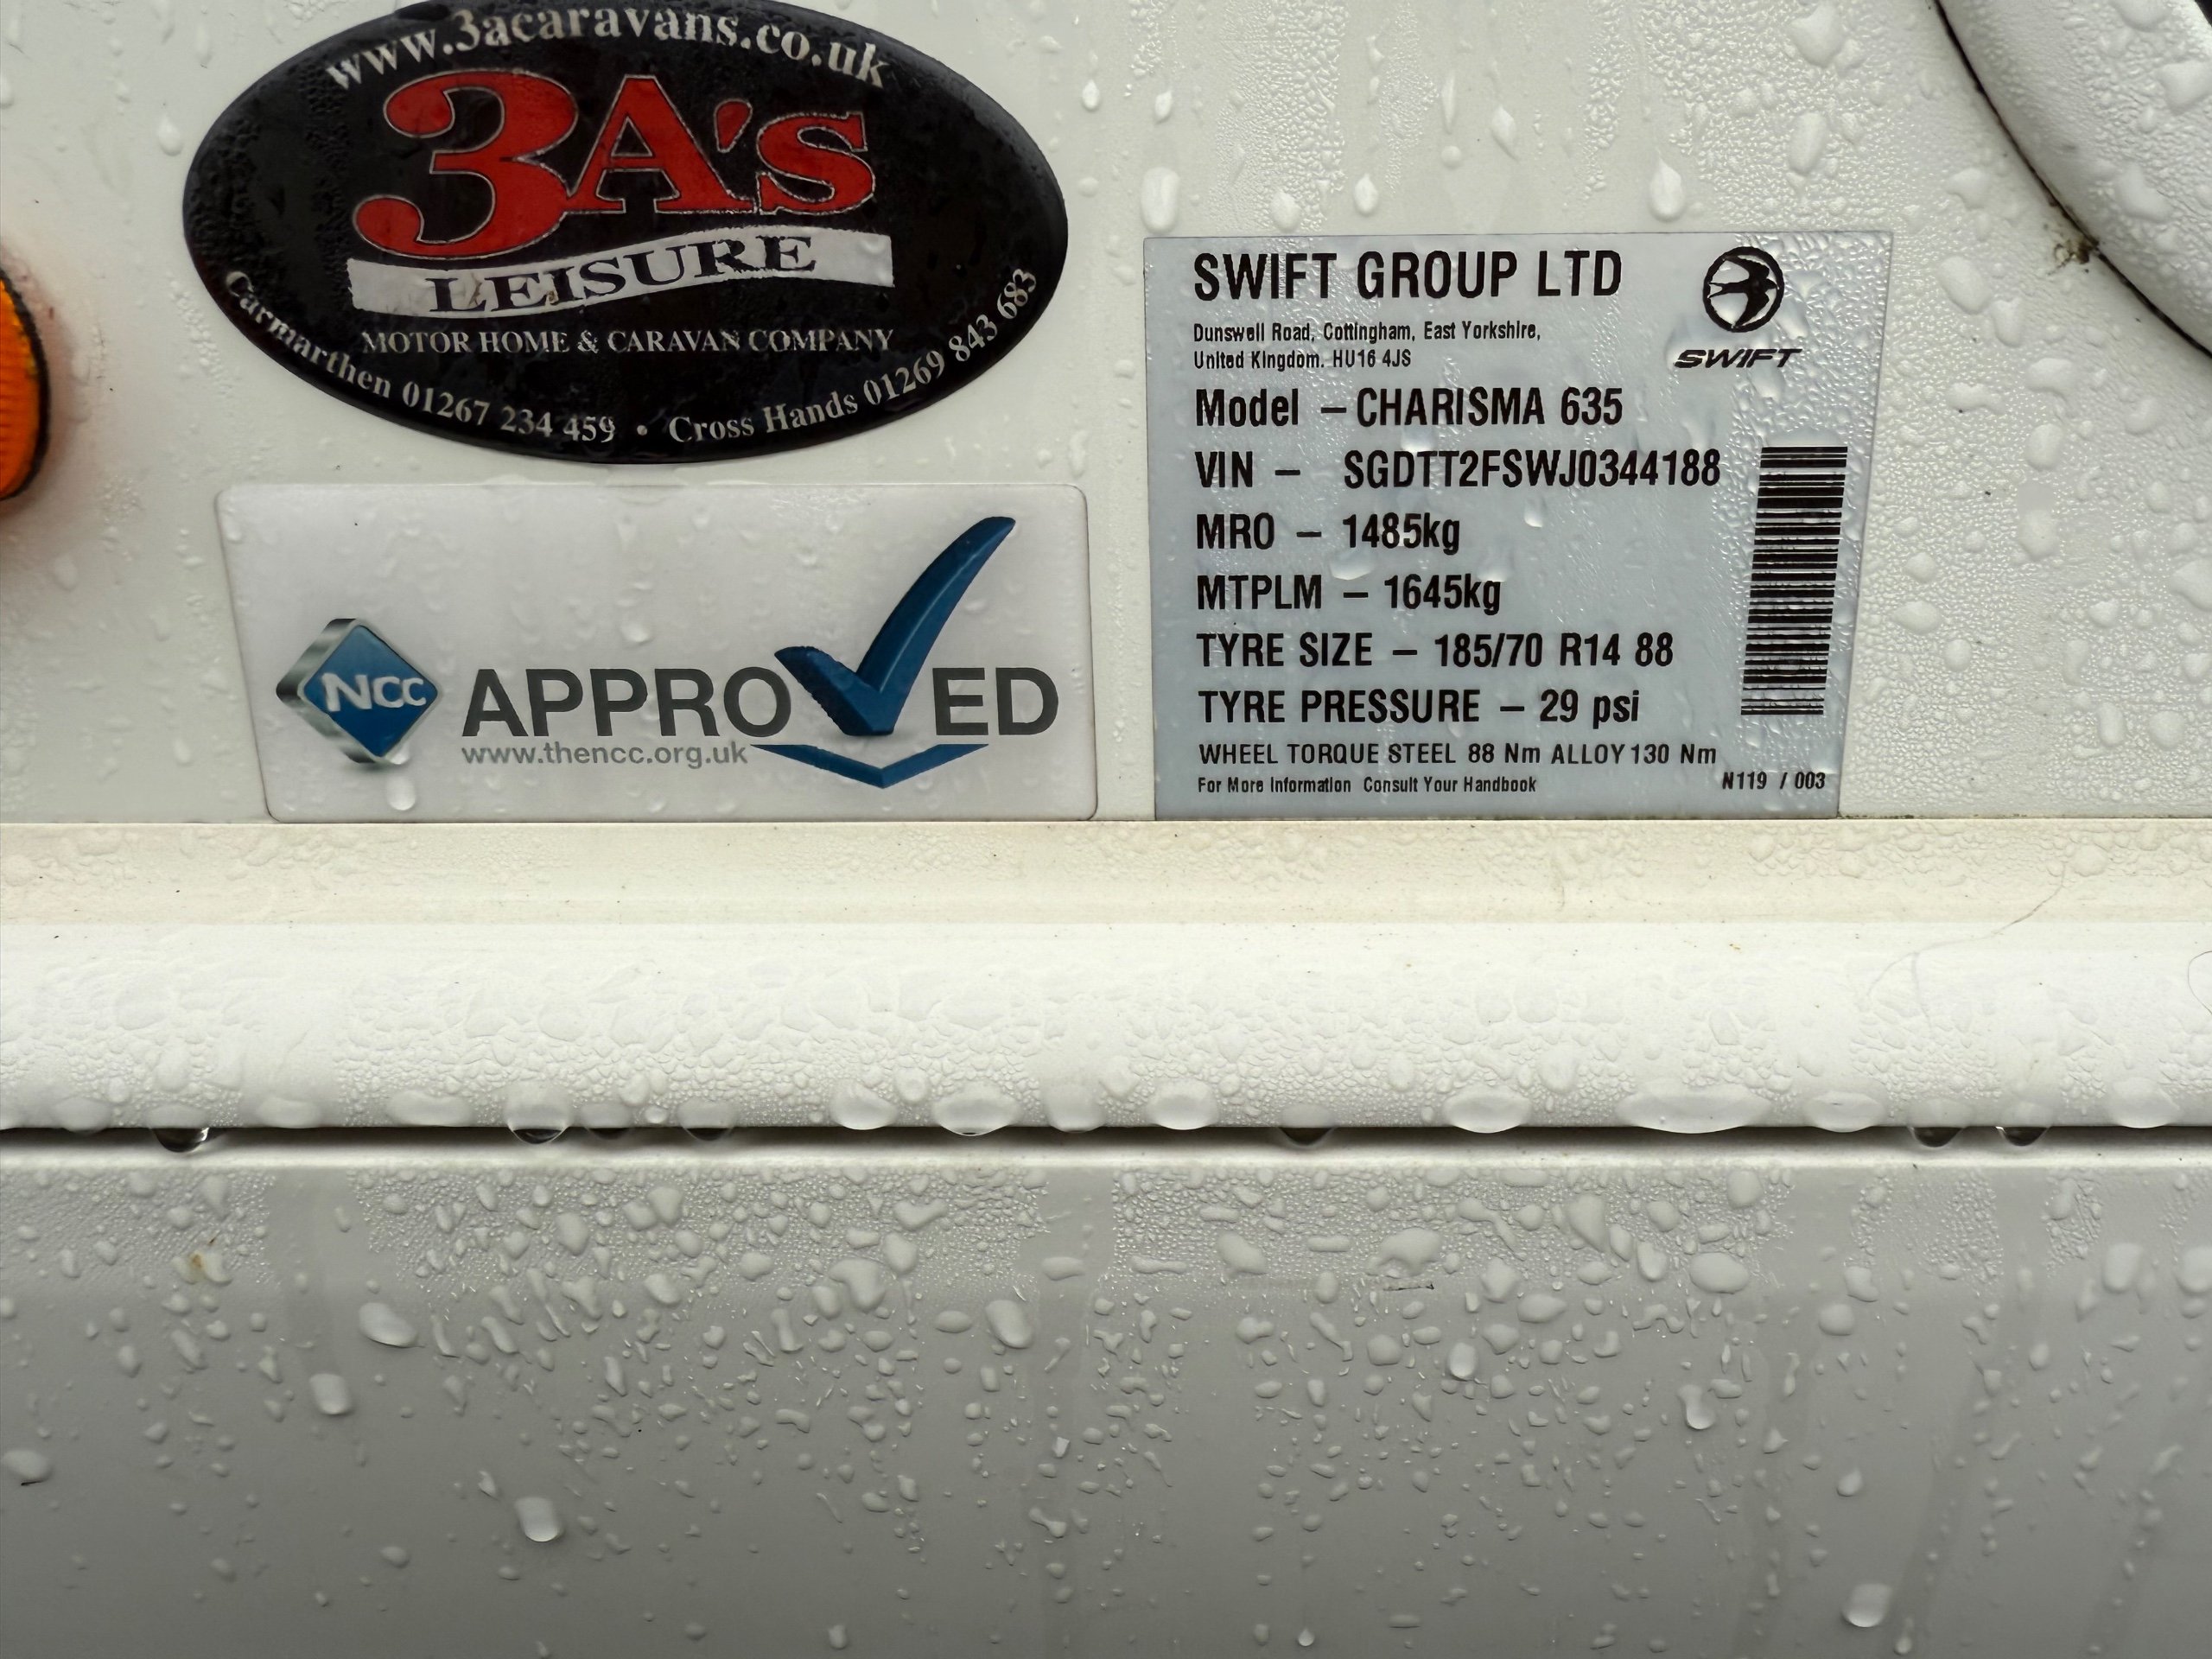 www.3acaravans.co.uk
3A's
LEISURE
MOTOR HOME & CARAVAN COMPANY
Carmarthen 01267 234 459 • Cross Hands 01269 843 683
NCC
APPROVED
www.thencc.org.uk
SWIFT GROUP LTD
Dunswell Road, Cottingham, East Yorkshire,
United Kingdom. HU16 4JS
SWIFT
Model – CHARISMA 635
VIN – SGDTT2FSWJ0344188
MRO – 1485kg
MTPLM – 1645kg
TYRE SIZE – 185/70 R14 88
TYRE PRESSURE – 29 psi
WHEEL TORQUE STEEL 88 Nm ALLOY 130 Nm
For More Information Consult Your Handbook
N119 / 003